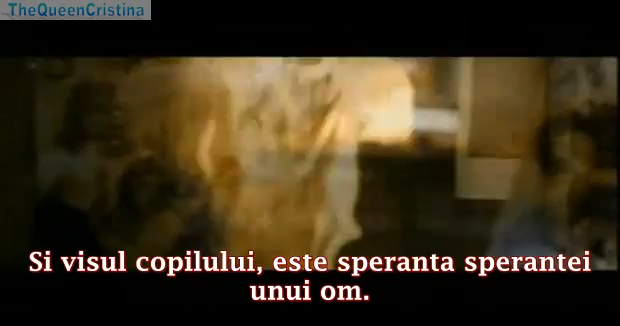 TheQueenCristina
Si visul copilului, este speranta sperantei
unui om.